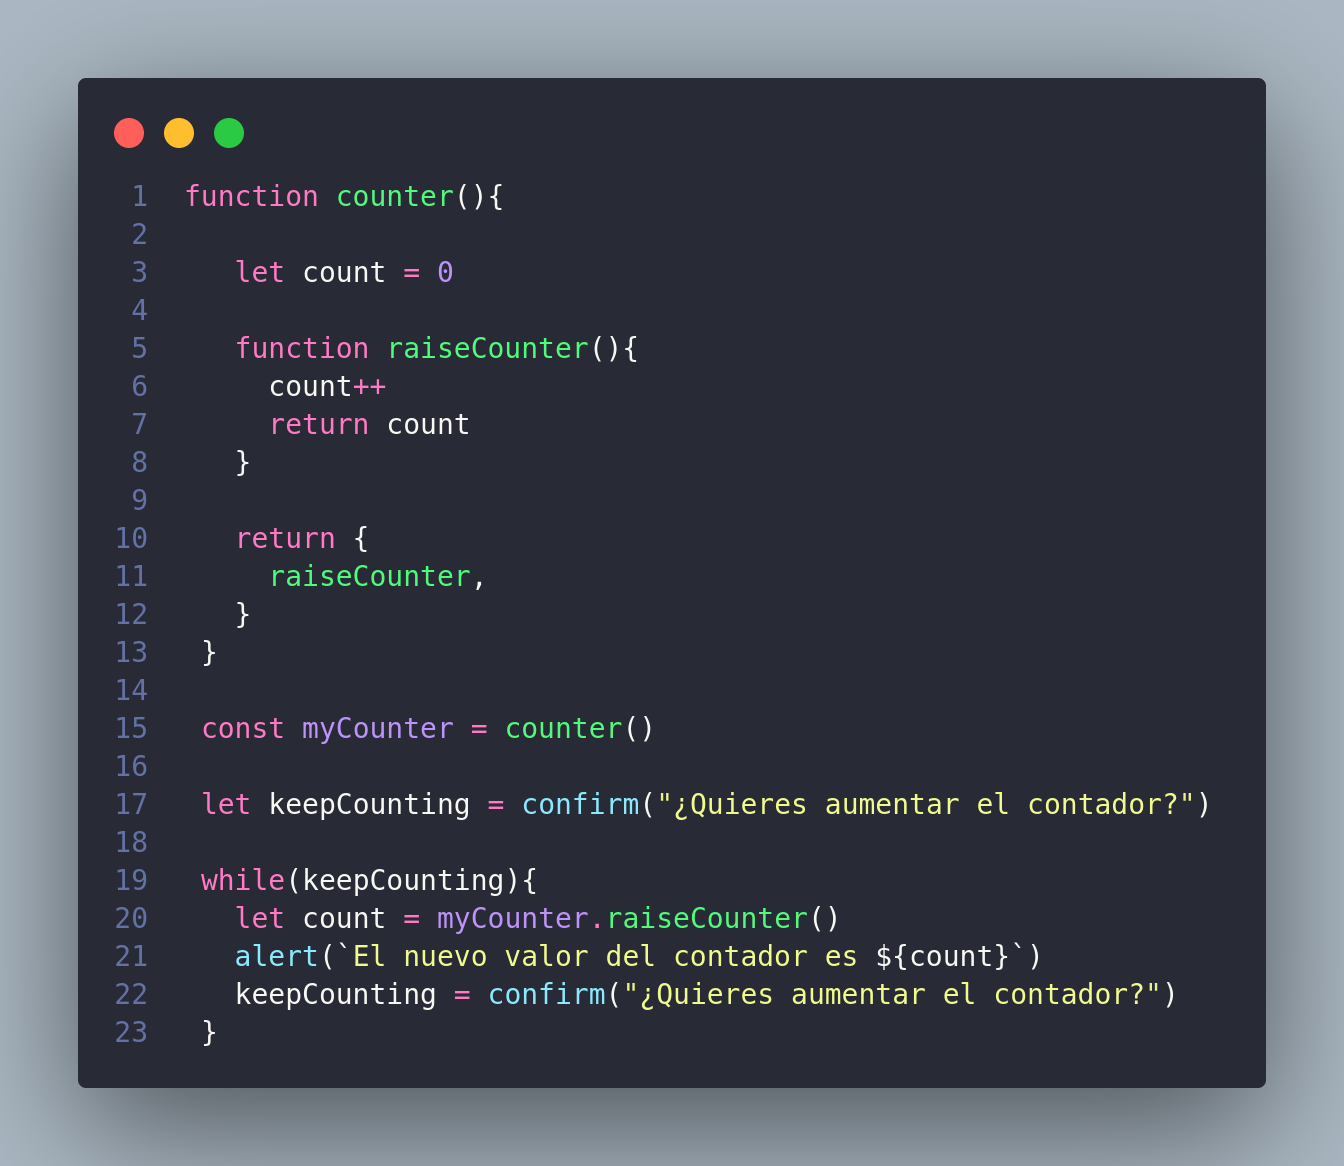 1 function counter(){
2
3 let count = 0
4
5 function raiseCounter(){
6 count++
7 return count
8 }
9
10 return {
11 raiseCounter,
12 }
13 }
14
15 const myCounter = counter()
16
17 let keepCounting = confirm("¿Quieres aumentar el contador?")
18
19 while(keepCounting){
20 let count = myCounter.raiseCounter()
21 alert(`El nuevo valor del contador es ${count}`)
22 keepCounting = confirm("¿Quieres aumentar el contador?")
23 }